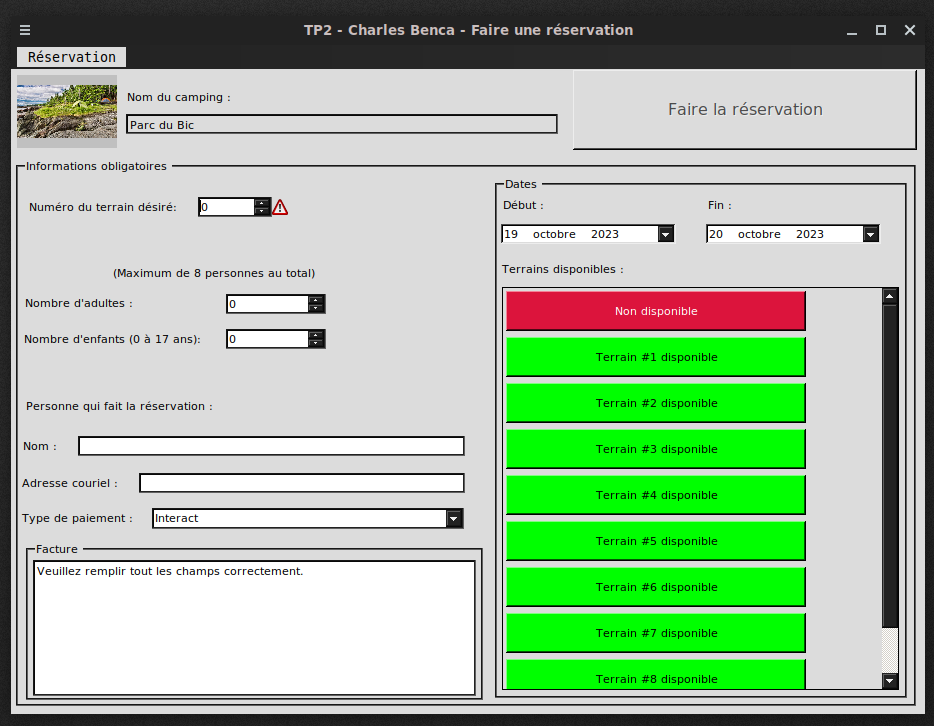 TP2 - Charles Benca - Faire une réservation
Réservation
Nom du camping :
Parc du Bic
Faire la réservation
Informations obligatoires
Numéro du terrain désiré:
0
(Maximum de 8 personnes au total)
Nombre d'adultes :
0
Nombre d'enfants (0 à 17 ans):
0
Personne qui fait la réservation :
Nom :
Adresse couriel :
Type de paiement :
Interact
Facture
Veuillez remplir tout les champs correctement.
Dates
Début :
Fin :
19 octobre 2023
20 octobre 2023
Terrains disponibles :
Non disponible
Terrain #1 disponible
Terrain #2 disponible
Terrain #3 disponible
Terrain #4 disponible
Terrain #5 disponible
Terrain #6 disponible
Terrain #7 disponible
Terrain #8 disponible